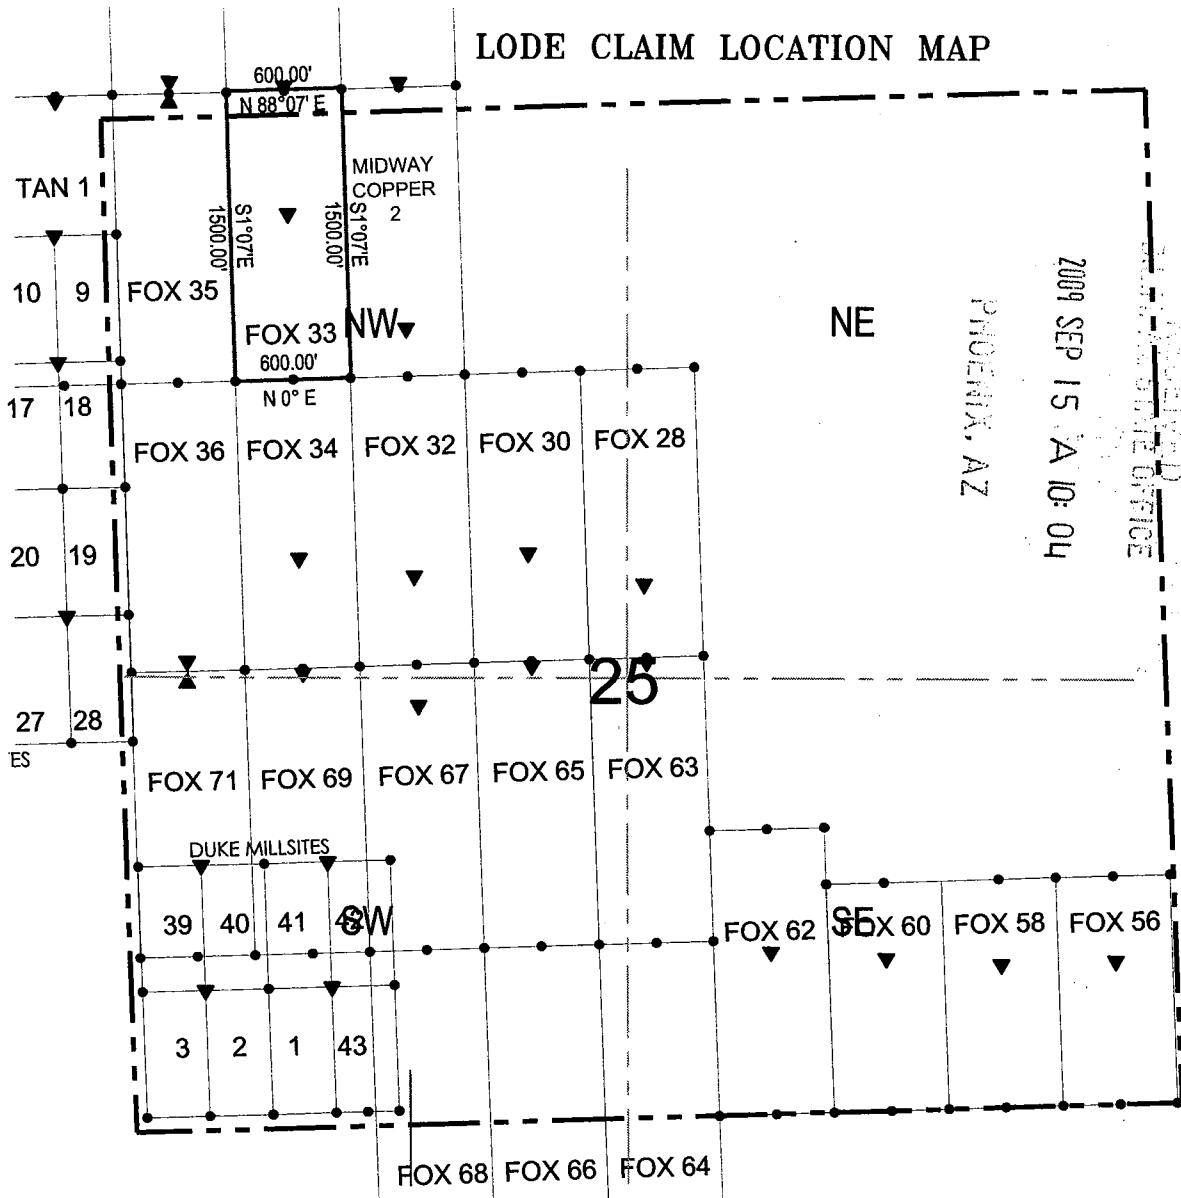 LODE CLAIM LOCATION MAP
600.00'
N 88°07' E
TAN 1
MIDWAY
COPPER
2
1500.00'
S1°07'E
1500.00'
S1°07'E
10
9
FOX 35
FOX 33
NW
NE
600.00'
N 0° E
2009 SEP 15 A 10:04
PHOENIX, AZ
17
18
FOX 36
FOX 34
FOX 32
FOX 30
FOX 28
20
19
25
27
28
FOX 71
FOX 69
FOX 67
FOX 65
FOX 63
DUKE MILLSITES
39
40
41
42
SW
FOX 62
SE
FOX 60
FOX 58
FOX 56
3
2
1
43
FOX 68
FOX 66
FOX 64